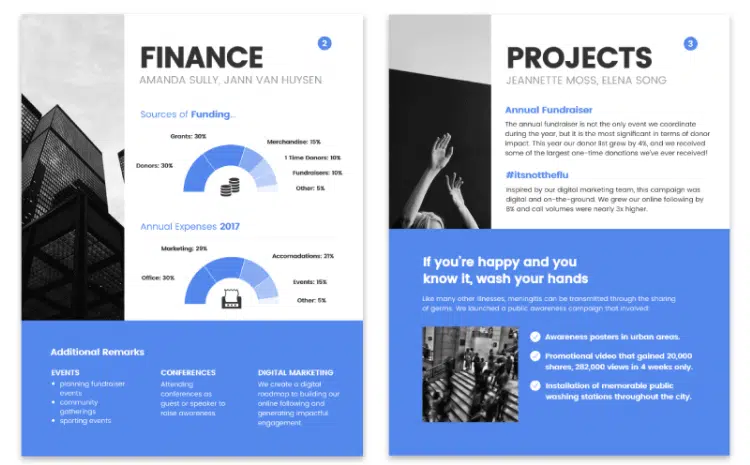 2
FINANCE
AMANDA SULLY, JANN VAN HUYSEN
Sources of Funding...
Grants: 30%
Merchandise: 15%
1 Time Donors: 10%
Donors: 30%
Fundraisers: 10%
Other: 5%
Annual Expenses 2017
Marketing: 29%
Accomodations: 21%
Office: 30%
Events: 15%
Other: 5%
Additional Remarks
EVENTS
planning fundraiser
events
community
gatherings
sporting events
CONFERENCES
Attending
conferences as
guest or speaker to
raise awareness
DIGITAL MARKETING
We create a digital
roadmap to building our
online following and
generating impactful
engagement
3
PROJECTS
JEANNETTE MOSS, ELENA SONG
Annual Fundraiser
The annual fundraiser is not the only event we coordinate
during the year, but it is the most significant in terms of donor
impact. This year our donor list grew by 4%, and we received
some of the largest one-time donations we've ever received!
#itsnottheflu
Inspired by our digital marketing team, this campaign was
digital and on-the-ground. We grew our online following by
8% and call volumes were nearly 3x higher.
If you're happy and you
know it, wash your hands
Like many other illnesses, meningitis can be transmitted through the sharing
of germs. We launched a public awareness campaign that involved:
Awareness posters in urban areas.
Promotional video that gained 20,000
shares, 282,000 views in 4 weeks only.
Installation of memorable public
washing stations throughout the city.